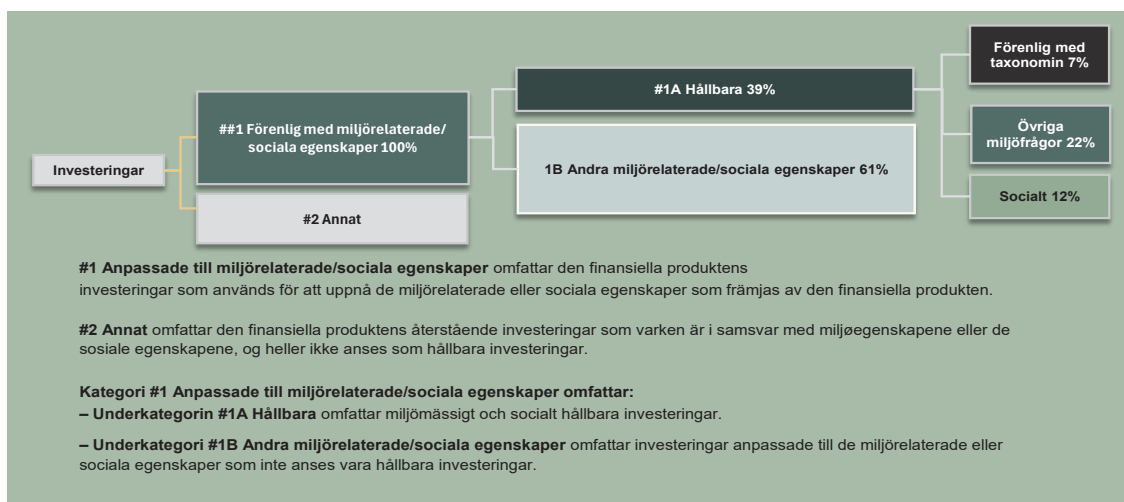 Förenlig med
taxonomin 7%
#1A Hållbara 39%
##1 Förenlig med miljörelaterade/
sociala egenskaper 100%
Övriga
miljöfrågor 22%
Investeringar
1B Andra miljörelaterade/sociala egenskaper 61%
Socialt 12%
#2 Annat
#1 Anpassade till miljörelaterade/sociala egenskaper omfattar den finansiella produktens
investeringar som används för att uppnå de miljörelaterade eller sociala egenskaper som främjas av den finansiella produkten.
#2 Annat omfattar den finansiella produktens återstående investeringar som varken är i samsvar med miljøegenskapene eller de
sosiale egenskapene, og heller ikke anses som hållbara investeringar.
Kategori #1 Anpassade till miljörelaterade/sociala egenskaper omfattar:
– Underkategorin #1A Hållbara omfattar miljömässigt och socialt hållbara investeringar.
– Underkategori #1B Andra miljörelaterade/sociala egenskaper omfattar investeringar anpassade till de miljörelaterade eller
sociala egenskaper som inte anses vara hållbara investeringar.